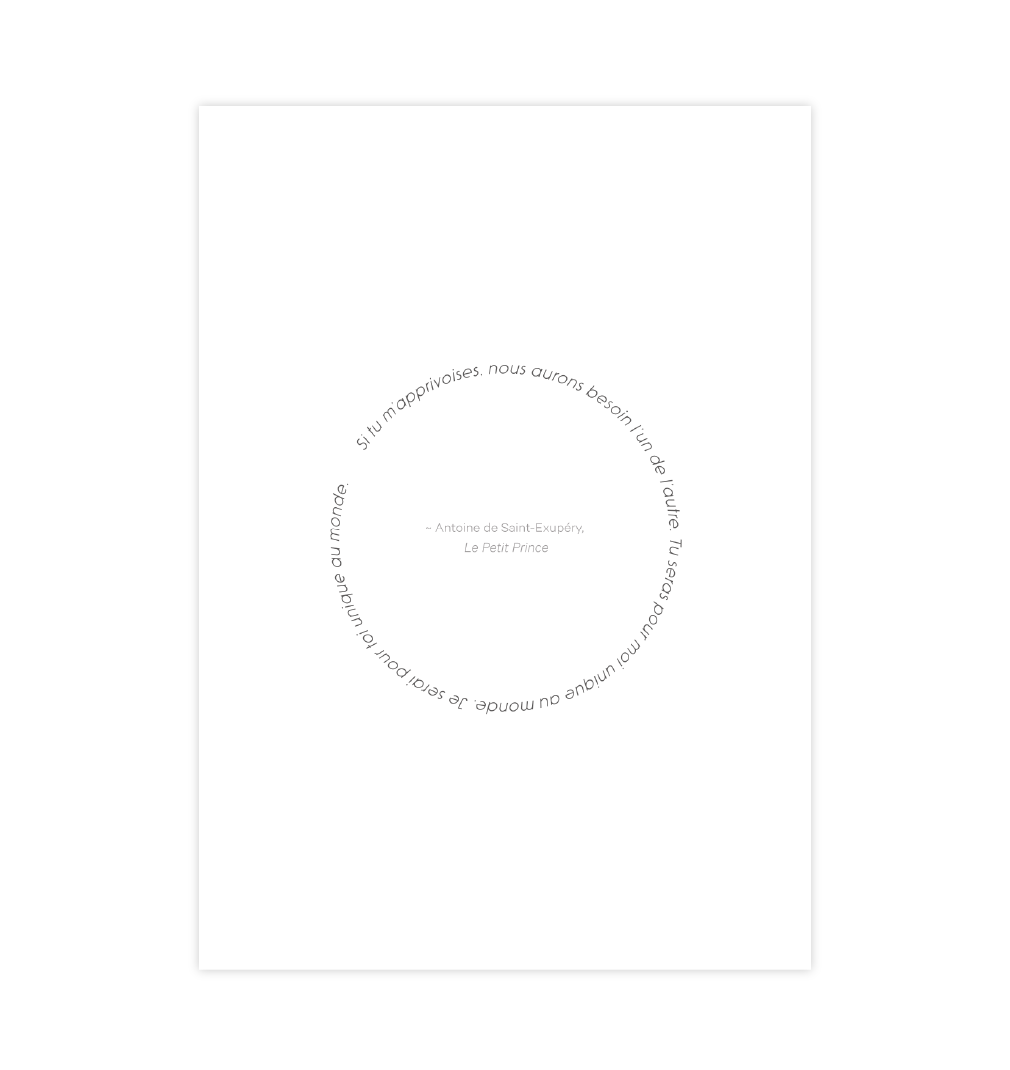 Si tu m'apprivoises, nous aurons besoin l'un de l'autre. Tu seras pour moi unique au monde. Je serai pour toi unique au monde.
~ Antoine de Saint-Exupéry,
Le Petit Prince